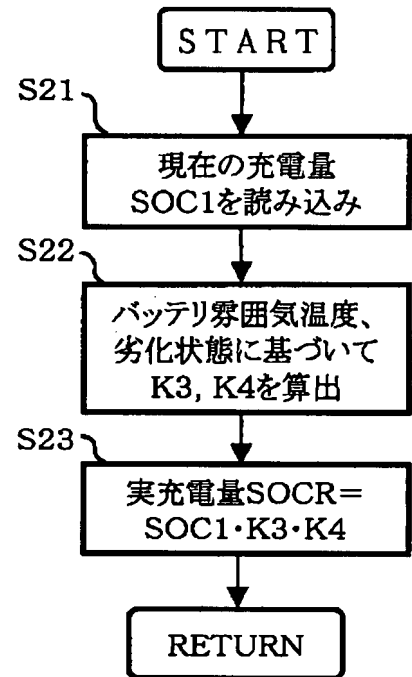 START
S21
現在の充電量
SOC1を読み込み
S22
バッテリ雰囲気温度、
劣化状態に基づいて
K3, K4を算出
S23
実充電量SOCR＝
SOC1・K3・K4
RETURN